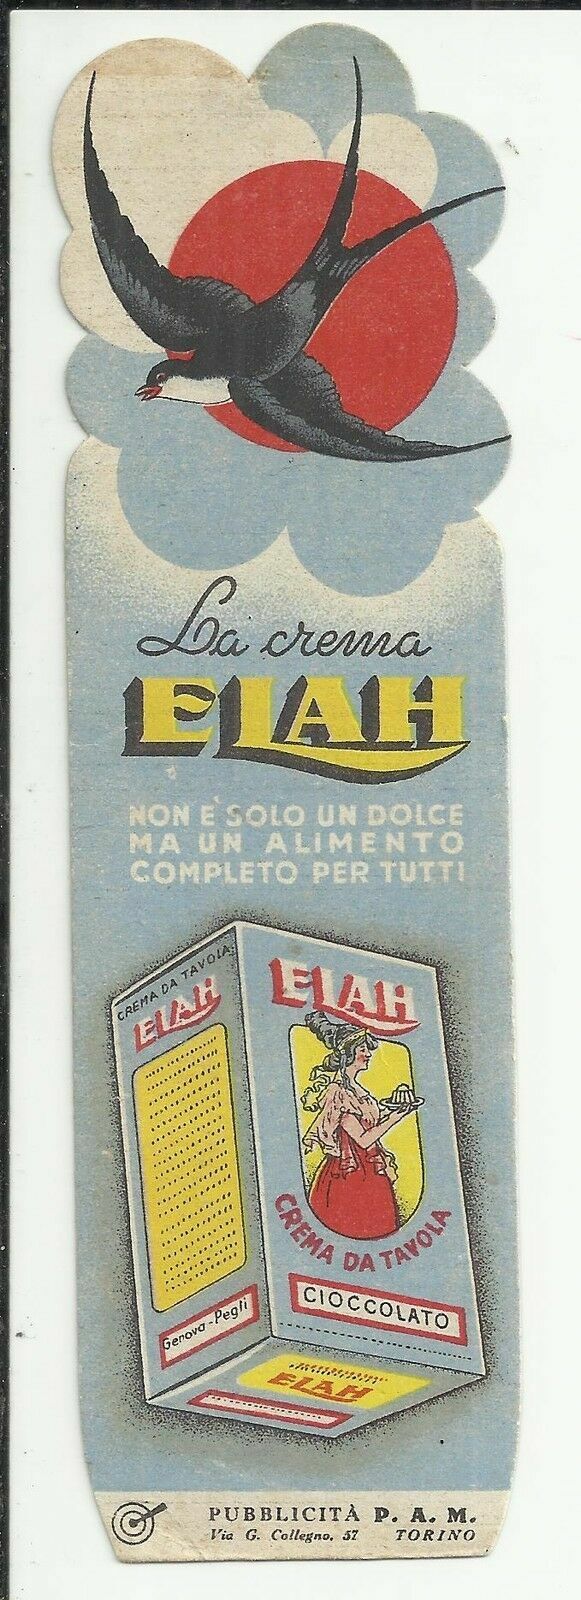 La crema
ELAH
NON E' SOLO UN DOLCE
MA UN ALIMENTO
COMPLETO PER TUTTI
CREMA DA TAVOLA
ELAH
Genova-Pegli
ELAH
CREMA DA TAVOLA
CIOCCOLATO
ELAH
PUBBLICITÀ P. A. M.
Via G. Collegno, 57 TORINO